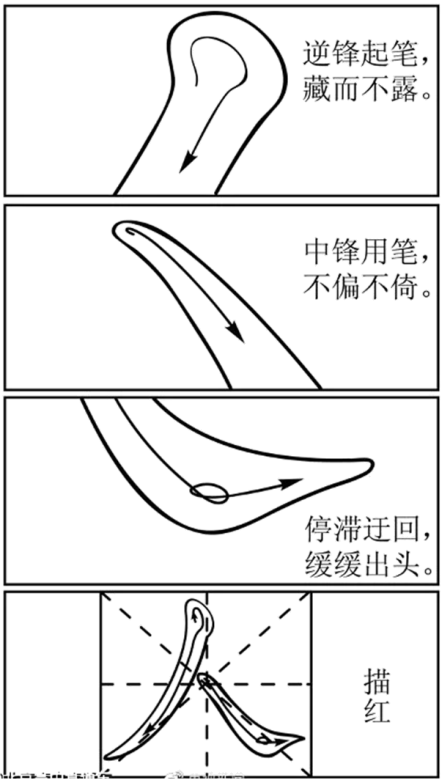 逆锋起笔，
藏而不露。
中锋用笔，
不偏不倚。
停滞迂回，
缓缓出头。
描
红